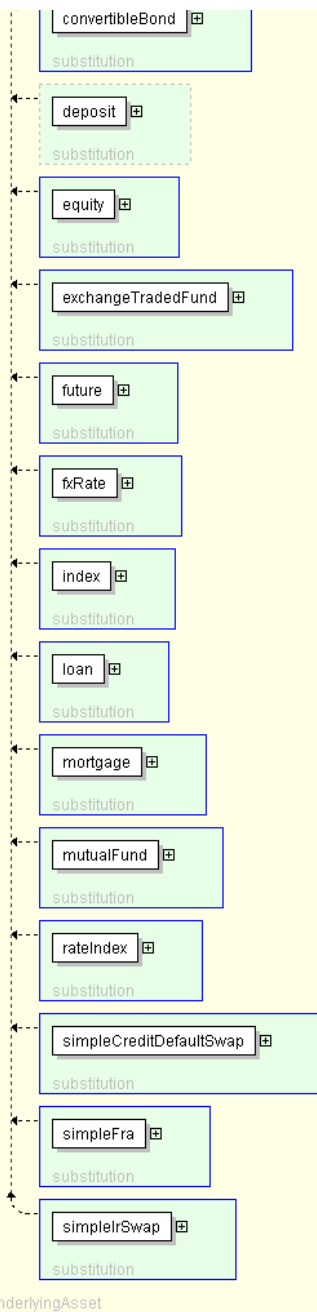 convertibleBond
substitution
deposit
substitution
equity
substitution
exchangeTradedFund
substitution
future
substitution
fxRate
substitution
index
substitution
loan
substitution
mortgage
substitution
mutualFund
substitution
rateIndex
substitution
simpleCreditDefaultSwap
substitution
simpleFra
substitution
simpleIrSwap
substitution
nderlyingAsset